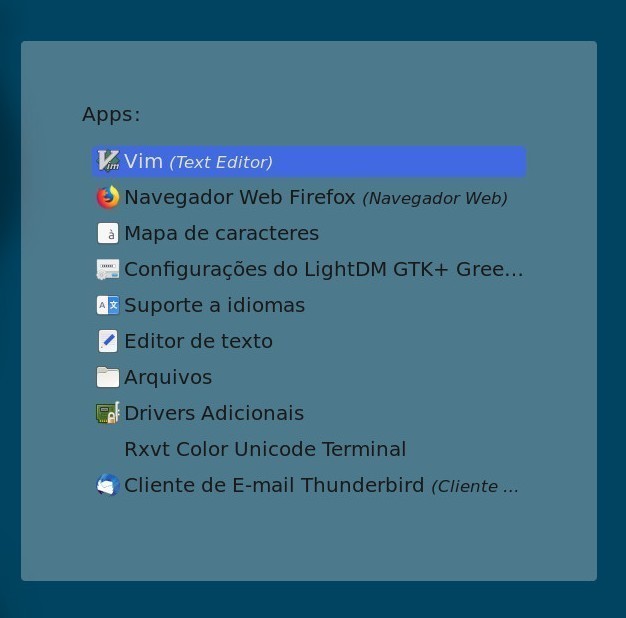 Apps:
Vim (Text Editor)
Navegador Web Firefox (Navegador Web)
Mapa de caracteres
Configurações do LightDM GTK+ Gree...
Suporte a idiomas
Editor de texto
Arquivos
Drivers Adicionais
Rxvt Color Unicode Terminal
Cliente de E-mail Thunderbird (Cliente ...